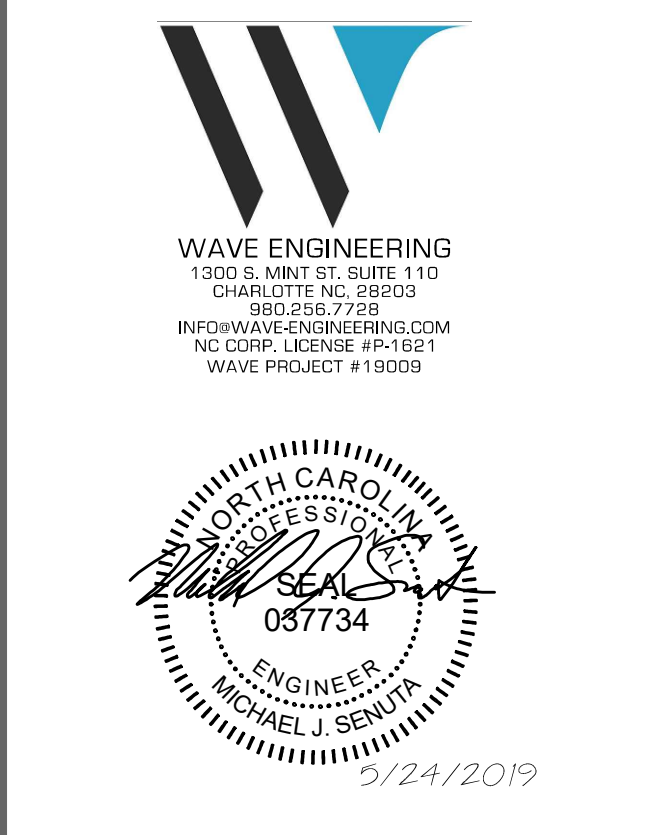 WAVE ENGINEERING
1300 S. MINT ST. SUITE 110
CHARLOTTE NC, 28203
980.256.7728
INFO@WAVE-ENGINEERING.COM
NC CORP. LICENSE #P-1621
WAVE PROJECT #19009
NORTH CAROLINA
PROFESSIONAL
SEAL
037734
ENGINEER
MICHAEL J. SENUTA
5/24/2019